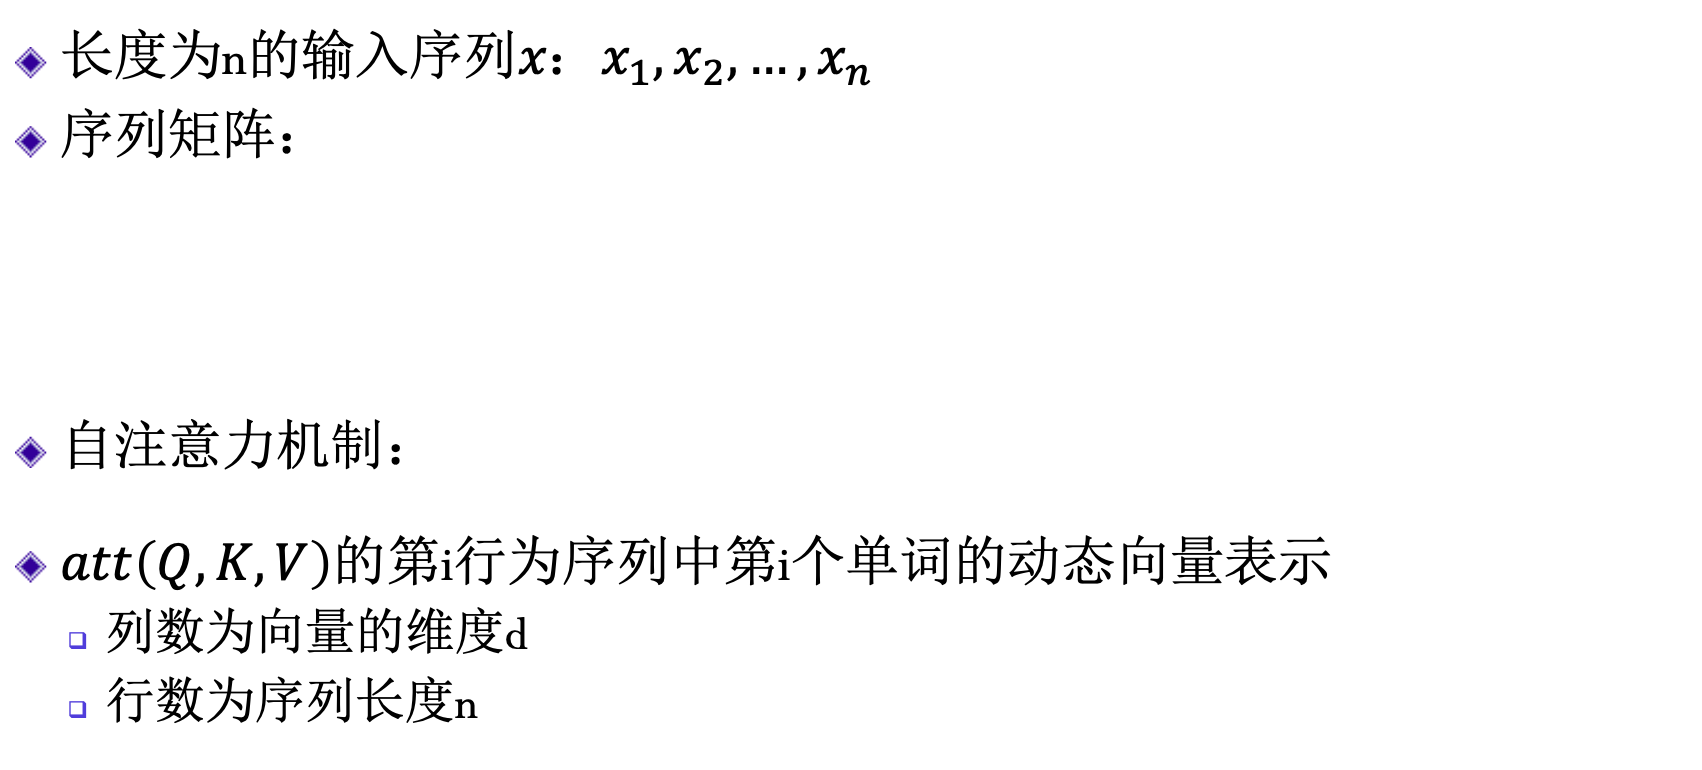 长度为n的输入序列x：x₁, x₂, … , xₙ
序列矩阵：
自注意力机制：
att(Q, K, V)的第i行为序列中第i个单词的动态向量表示
列数为向量的维度d
行数为序列长度n